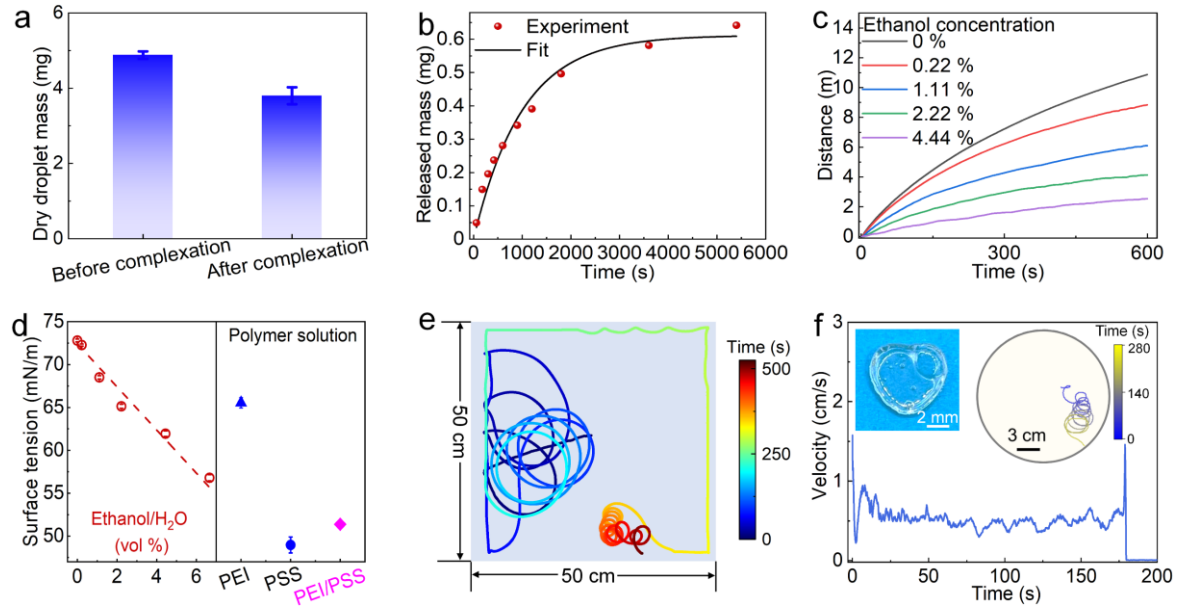 a
Dry droplet mass (mg)
6
4
2
0
Before complexation
After complexation
b
Released mass (mg)
0.7
0.6
0.5
0.4
0.3
0.2
0.1
0.0
Experiment
Fit
0 1000 2000 3000 4000 5000 6000
Time (s)
c
Distance (m)
14
12
10
8
6
4
2
0
Ethanol concentration
0 %
0.22 %
1.11 %
2.22 %
4.44 %
0 300 600
Time (s)
d
Surface tension (mN/m)
75
70
65
60
55
50
Polymer solution
Ethanol/H₂O
(vol %)
0 2 4 6
PEI
PSS
PEI/PSS
e
50 cm
50 cm
Time (s)
500
250
0
f
Velocity (cm/s)
3
2
1
0
2 mm
3 cm
Time (s)
280
140
0
0 50 100 150 200
Time (s)